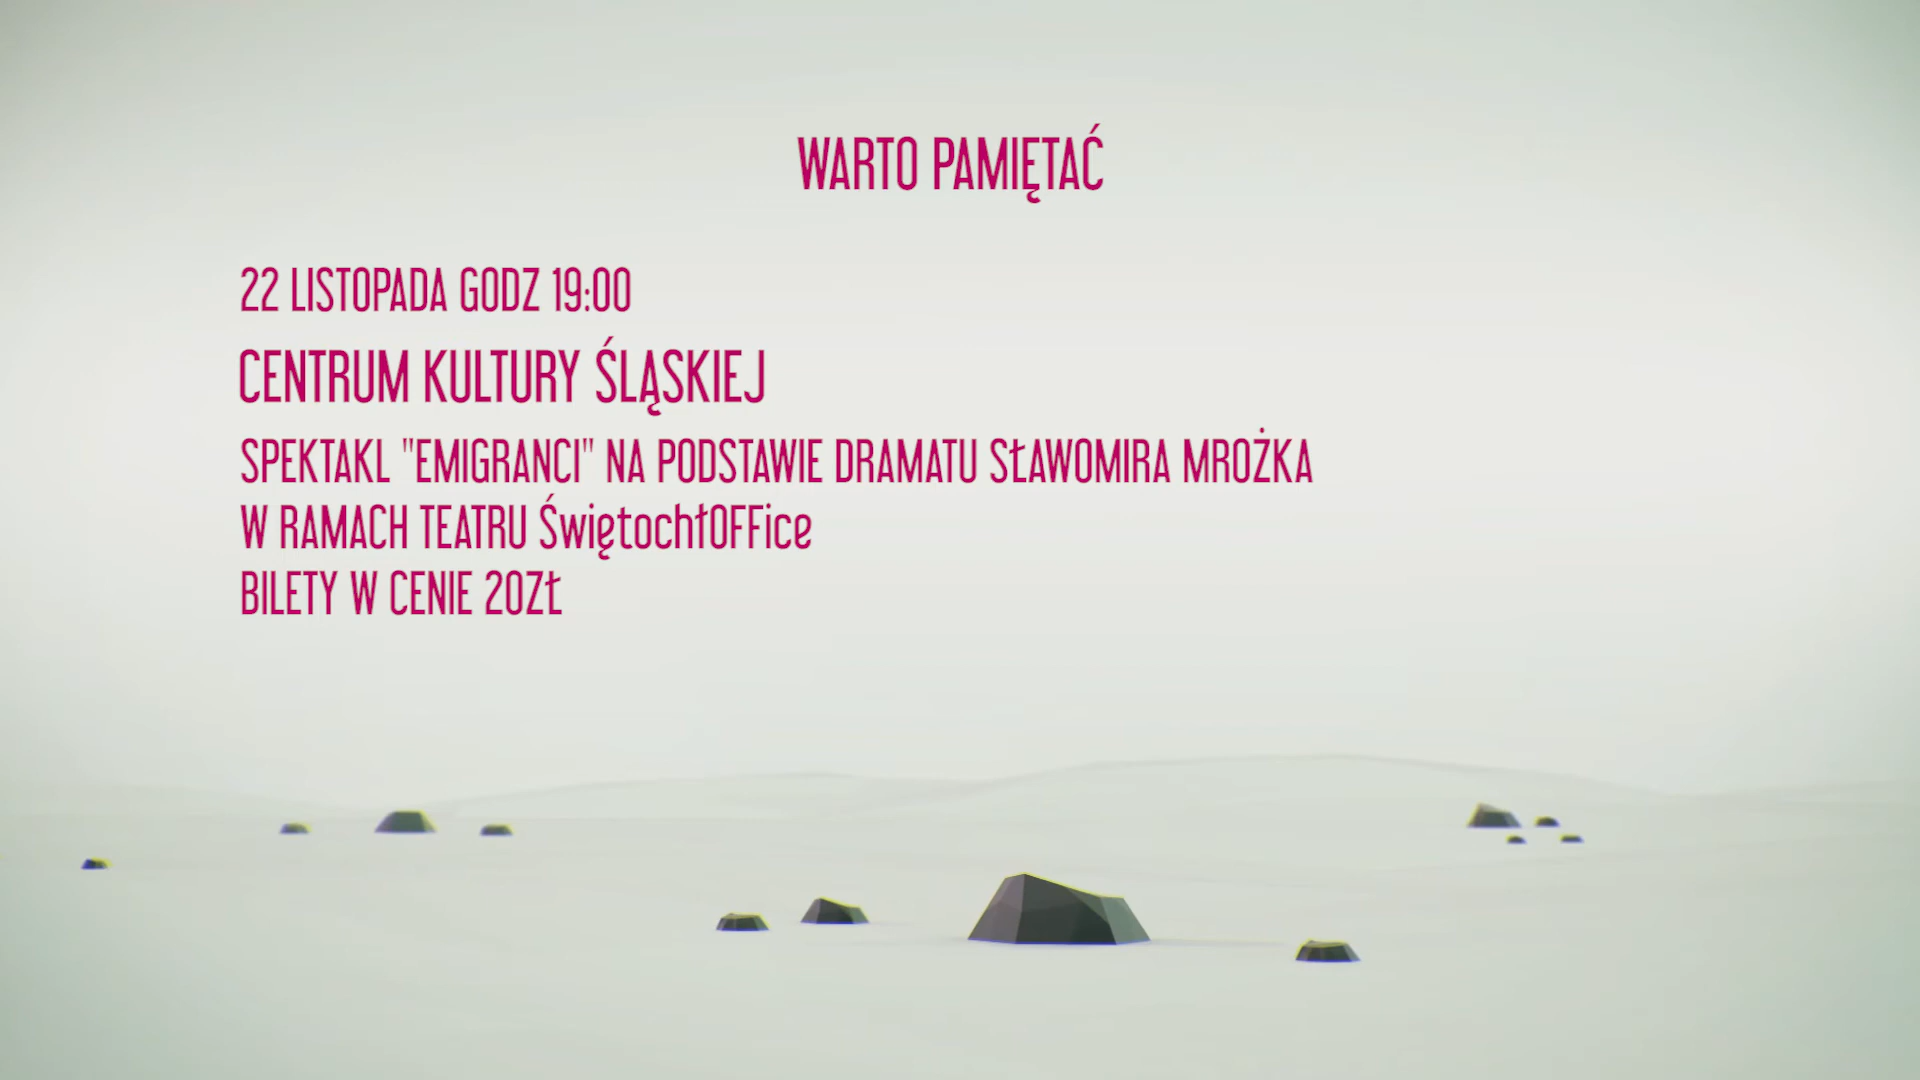 WARTO PAMIĘTAĆ
22 LISTOPADA GODZ 19:00
CENTRUM KULTURY ŚLĄSKIEJ
SPEKTAKL "EMIGRANCI" NA PODSTAWIE DRAMATU SŁAWOMIRA MROŻKA
W RAMACH TEATRU ŚwiętochłOFFice
BILETY W CENIE 20ZŁ